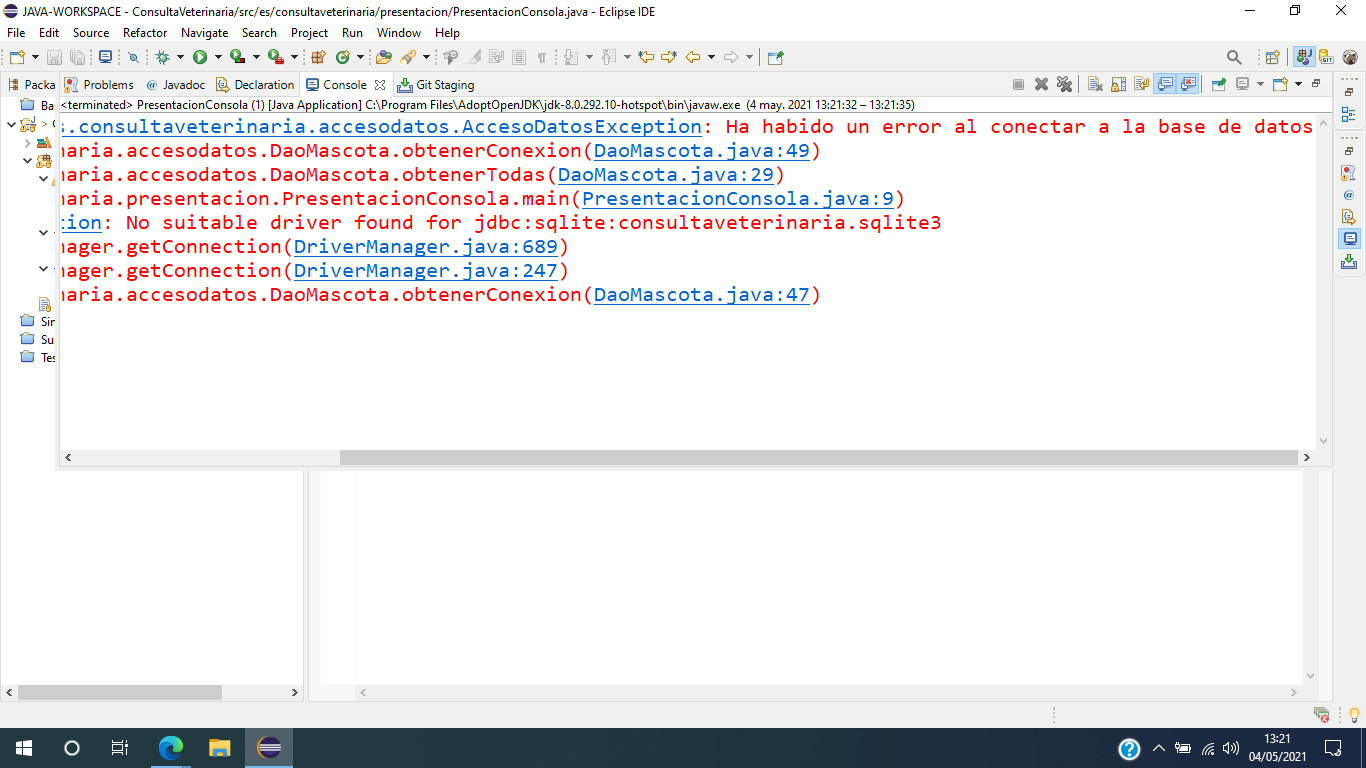 JAVA-WORKSPACE - ConsultaVeterinaria/src/es/consultaveterinaria/presentacion/PresentacionConsola.java - Eclipse IDE
File Edit Source Refactor Navigate Search Project Run Window Help
Packa Problems @ Javadoc Declaration Console Git Staging
Ba
<terminated> PresentacionConsola (1) [Java Application] C:\Program Files\AdoptOpenJDK\jdk-8.0.292.10-hotspot\bin\javaw.exe (4 may. 2021 13:21:32 – 13:21:35)
s.consultaveterinaria.accesodatos.AccesoDatosException: Ha habido un error al conectar a la base de datos
naria.accesodatos.DaoMascota.obtenerConexion(DaoMascota.java:49)
naria.accesodatos.DaoMascota.obtenerTodas(DaoMascota.java:29)
naria.presentacion.PresentacionConsola.main(PresentacionConsola.java:9)
tion: No suitable driver found for jdbc:sqlite:consultaveterinaria.sqlite3
nager.getConnection(DriverManager.java:689)
nager.getConnection(DriverManager.java:247)
naria.accesodatos.DaoMascota.obtenerConexion(DaoMascota.java:47)
Sir
Su
Tes
13:21
04/05/2021